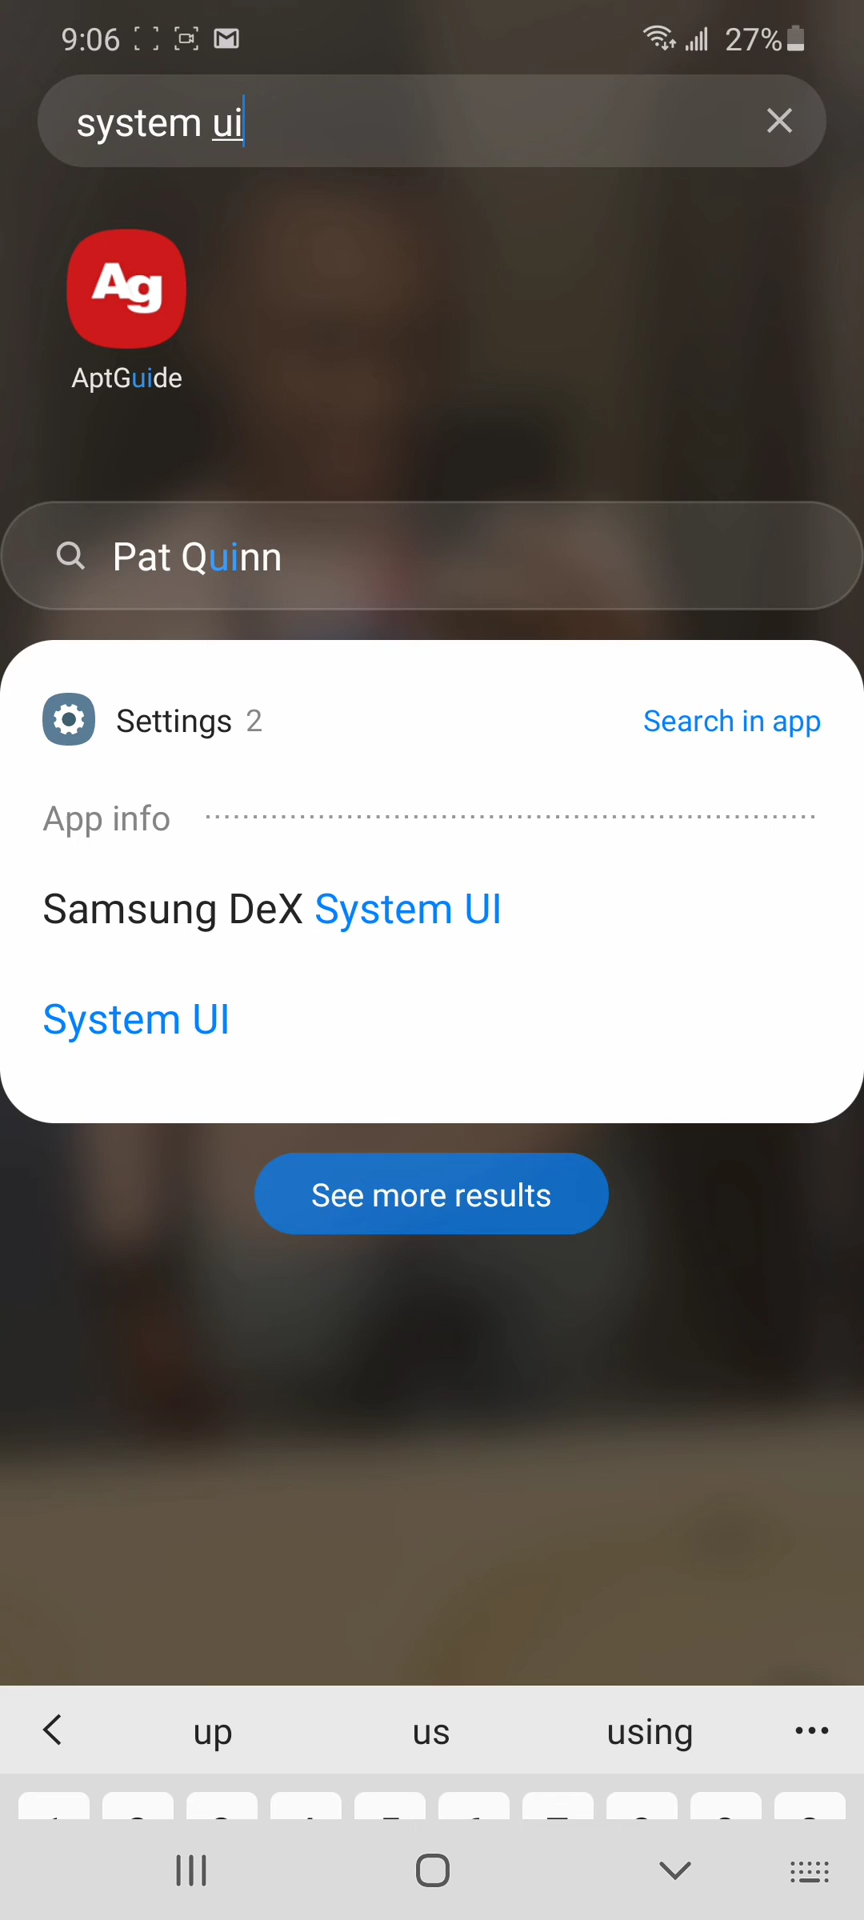 9:06 27%
system ui
Ag
AptGuide
Pat Quinn
Settings 2 Search in app
App info
Samsung DeX System UI
System UI
See more results
up us using